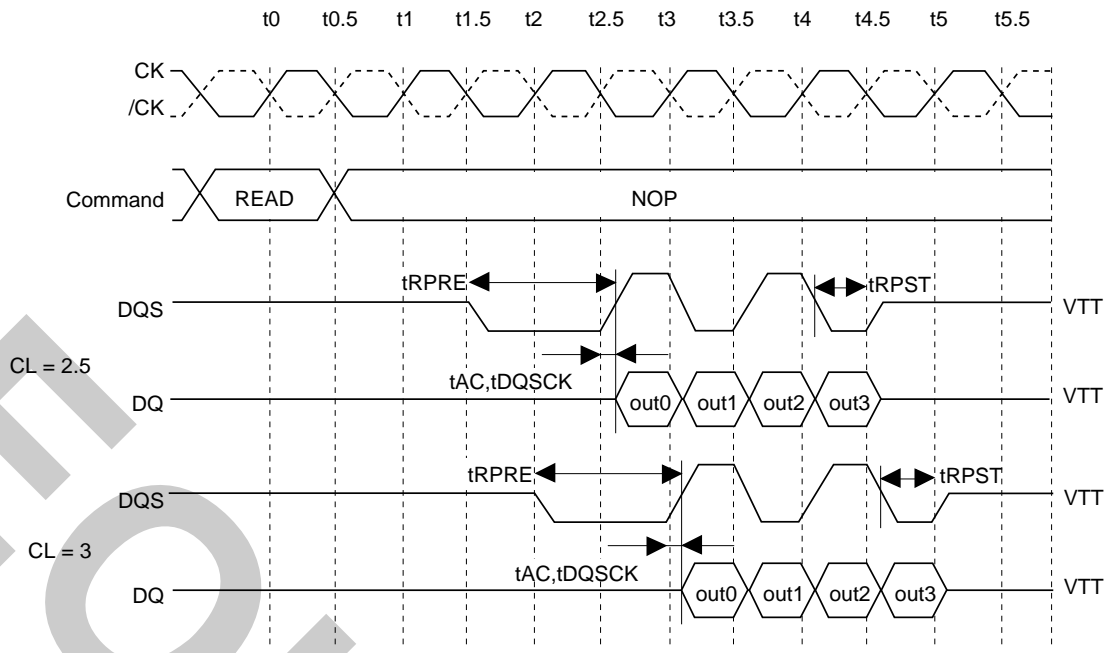 t0 t0.5 t1 t1.5 t2 t2.5 t3 t3.5 t4 t4.5 t5 t5.5
CK
/CK
Command READ NOP
tRPRE tRPST
DQS VTT
CL = 2.5
tAC,tDQSCK
DQ out0 out1 out2 out3 VTT
tRPRE tRPST
DQS VTT
CL = 3
tAC,tDQSCK
DQ out0 out1 out2 out3 VTT